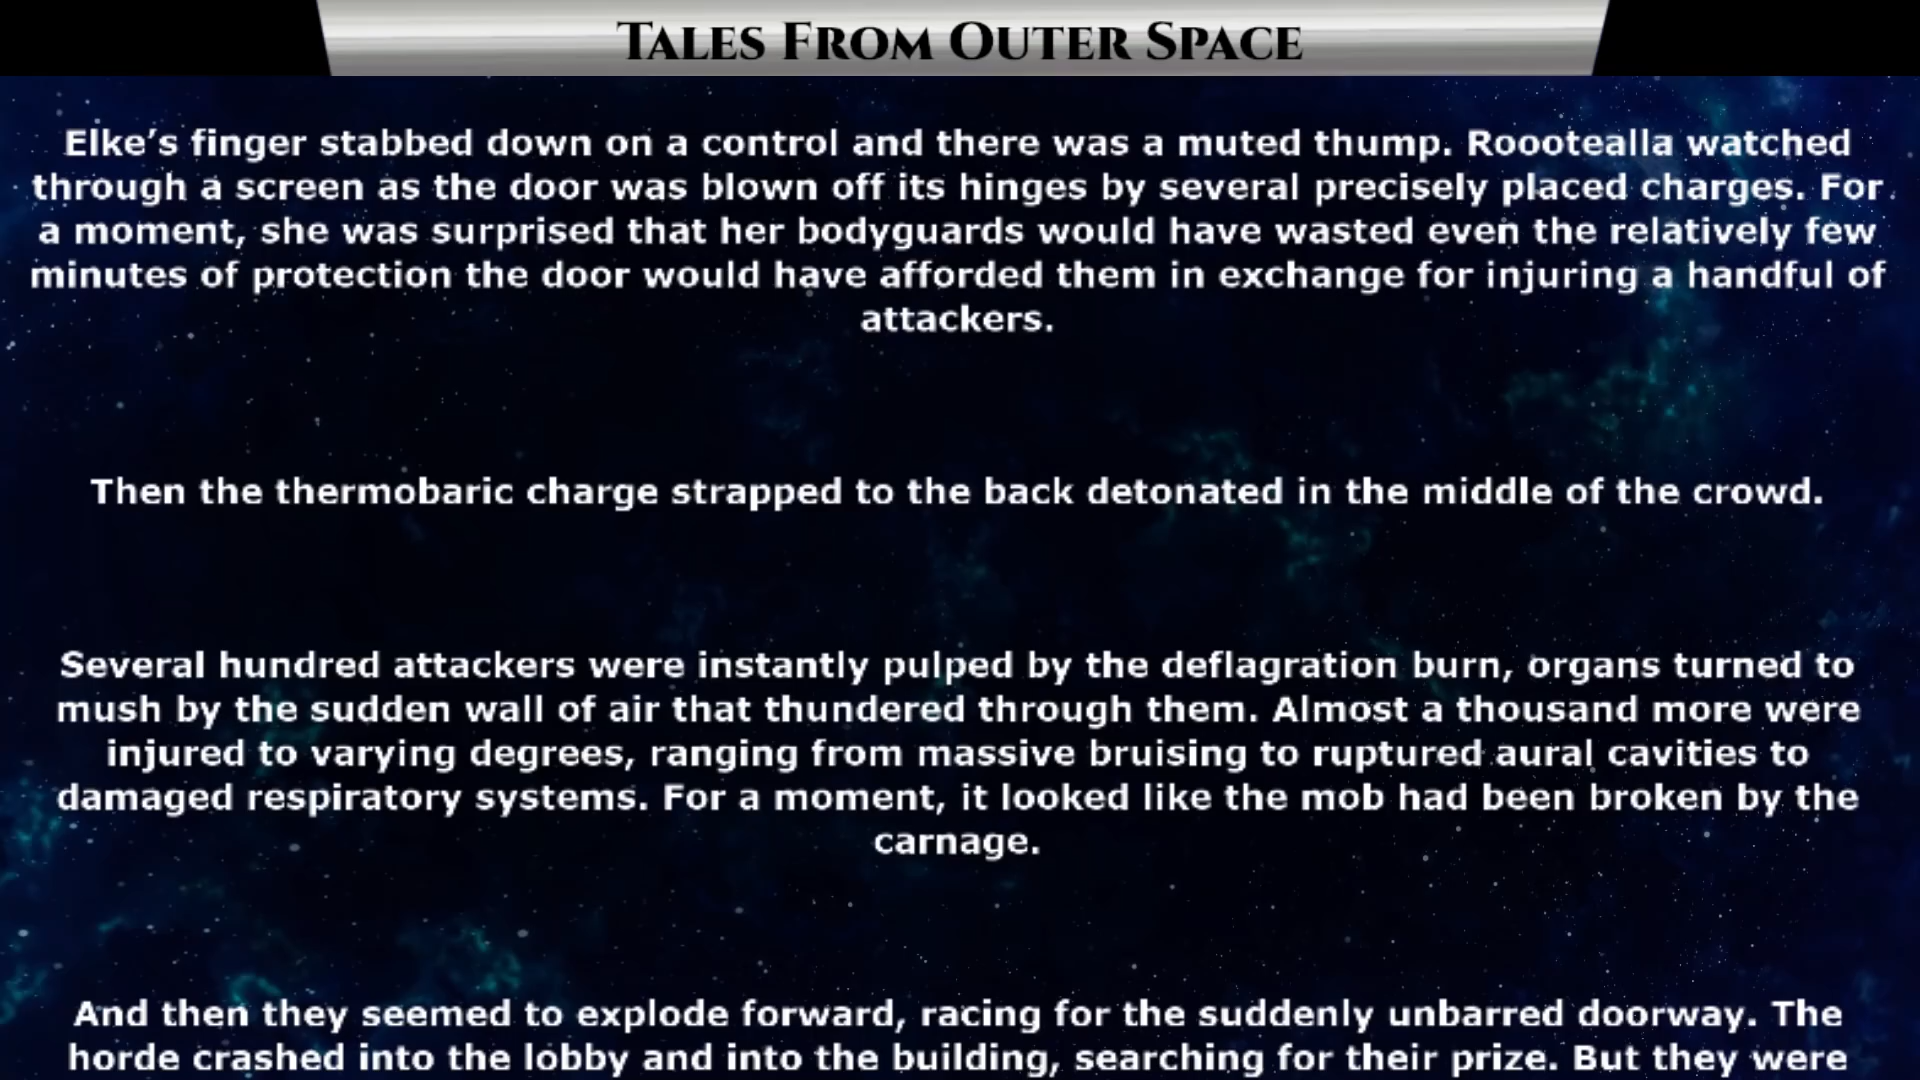 Tales From Outer Space
Elke’s finger stabbed down on a control and there was a muted thump. Roootealla watched
through a screen as the door was blown off its hinges by several precisely placed charges. For
a moment, she was surprised that her bodyguards would have wasted even the relatively few
minutes of protection the door would have afforded them in exchange for injuring a handful of
attackers.
Then the thermobaric charge strapped to the back detonated in the middle of the crowd.
Several hundred attackers were instantly pulped by the deflagration burn, organs turned to
mush by the sudden wall of air that thundered through them. Almost a thousand more were
injured to varying degrees, ranging from massive bruising to ruptured aural cavities to
damaged respiratory systems. For a moment, it looked like the mob had been broken by the
carnage.
And then they seemed to explode forward, racing for the suddenly unbarred doorway. The
horde crashed into the lobby and into the building, searching for their prize. But they were